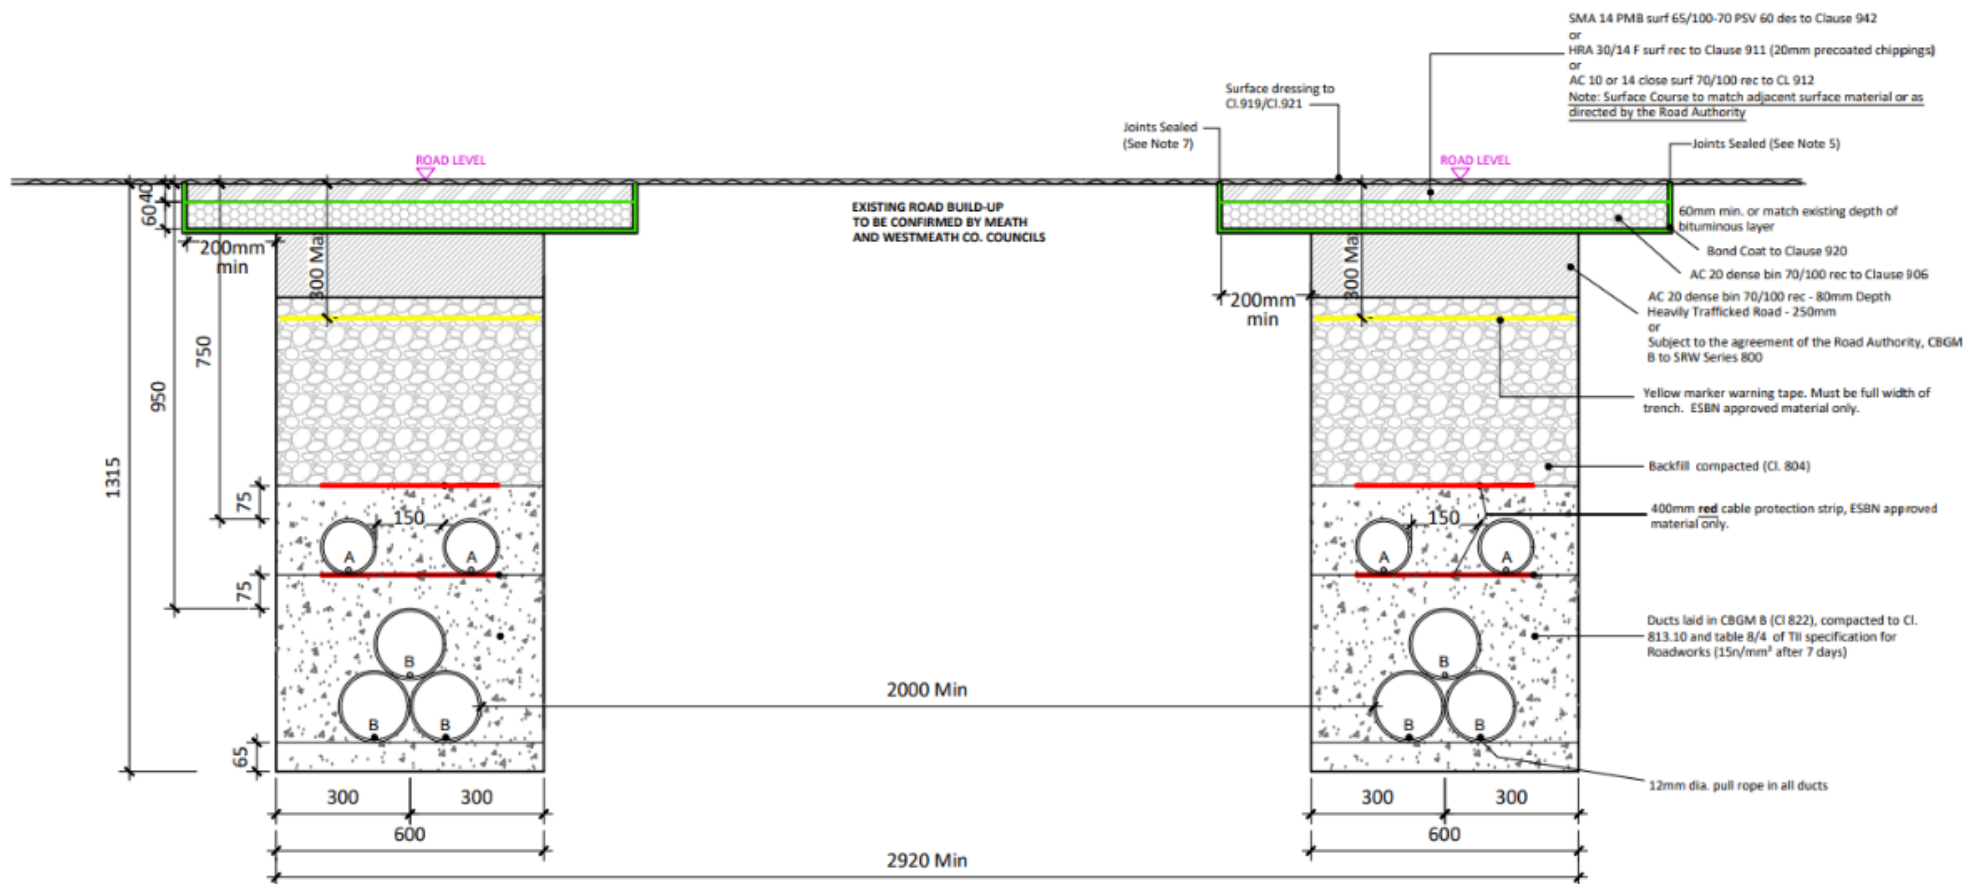 SMA 14 PMB surf 65/100-70 PSV 60 des to Clause 942
or
HRA 30/14 F surf rec to Clause 911 (20mm precoated chippings)
or
AC 10 or 14 close surf 70/100 rec to CL 912
Note: Surface Course to match adjacent surface material or as
directed by the Road Authority
Surface dressing to
Cl.919/Cl.921
Joints Sealed
(See Note 7)
Joints Sealed (See Note 5)
ROAD LEVEL
ROAD LEVEL
40
60
EXISTING ROAD BUILD-UP
TO BE CONFIRMED BY MEATH
AND WESTMEATH CO. COUNCILS
60mm min. or match existing depth of
bituminous layer
200mm
min
300 Max
300 Max
Bond Coat to Clause 920
AC 20 dense bin 70/100 rec to Clause 906
200mm
min
AC 20 dense bin 70/100 rec - 80mm Depth
Heavily Trafficked Road - 250mm
or
Subject to the agreement of the Road Authority, CBGM
B to SRW Series 800
750
950
1315
Yellow marker warning tape. Must be full width of
trench. ESBN approved material only.
Backfill compacted (Cl. 804)
75
150
150
400mm red cable protection strip, ESBN approved
material only.
A
A
A
A
75
Ducts laid in CBGM B (Cl 822), compacted to Cl.
813.10 and table 8/4 of TII specification for
Roadworks (15n/mm² after 7 days)
B
B
2000 Min
B
B
B
B
65
12mm dia. pull rope in all ducts
300
300
300
300
600
600
2920 Min